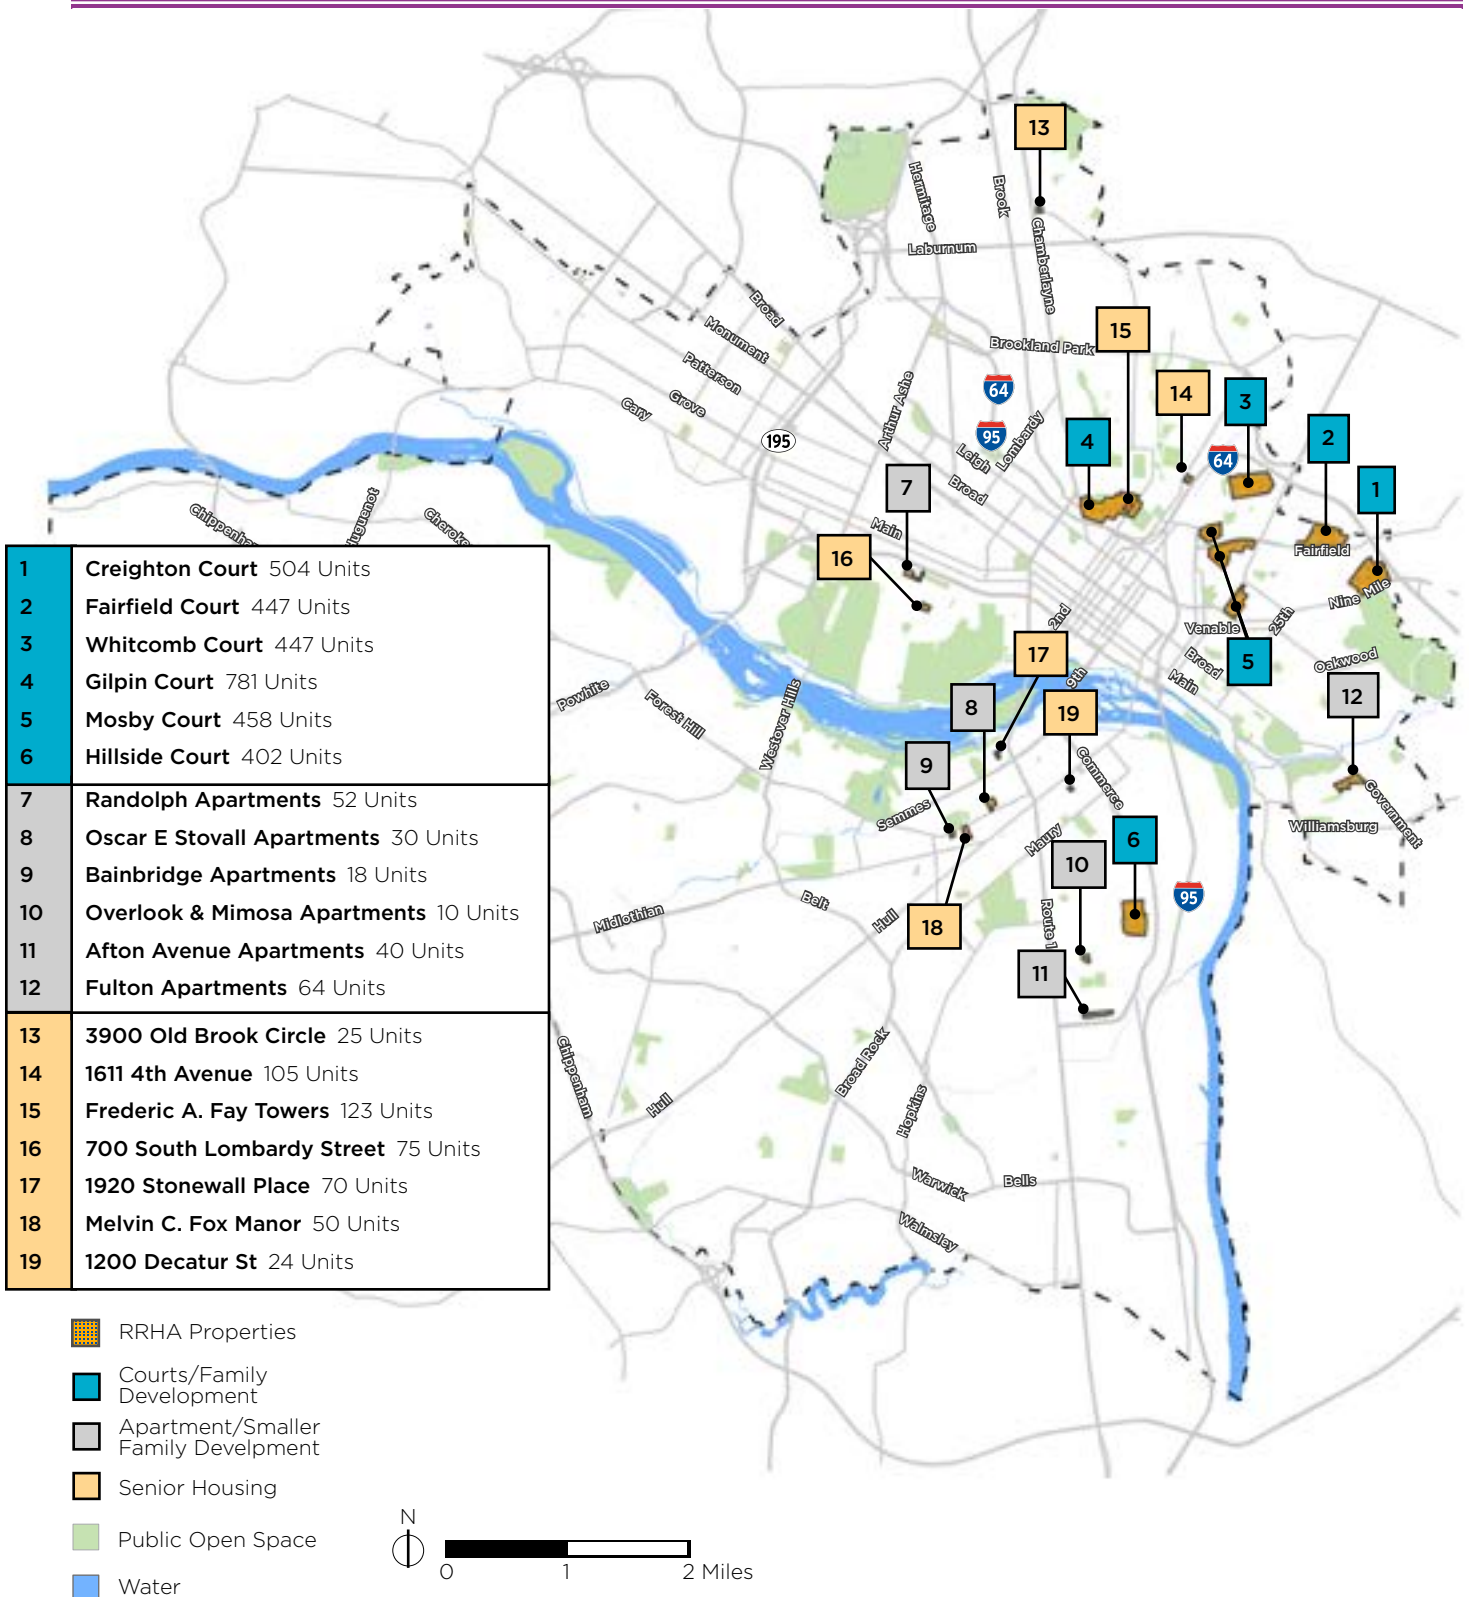 13
Hermitage
Brook
Chamberlayne
Laburnum
Broad
Monument
Patterson
Grove
Cary
195
Brookland Park
15
64
95
Arthur Ashe
Leigh
Lombardy
Broad
4
14
3
64
2
1
7
Main
16
Fairfield
Nine Mile
Venable
25th
5
Broad
Main
Oakwood
2nd
9th
17
12
Chippenham
Huguenot
Powhite
Forest Hill
Westover Hills
8
19
9
Semmes
Commerce
Maury
6
10
Government
Williamsburg
95
Midlothian
Belt
Hull
18
Route 1
11
Chippenham
Hull
Broad Rock
Hopkins
Warwick
Bells
Walmsley
1 Creighton Court 504 Units
2 Fairfield Court 447 Units
3 Whitcomb Court 447 Units
4 Gilpin Court 781 Units
5 Mosby Court 458 Units
6 Hillside Court 402 Units
7 Randolph Apartments 52 Units
8 Oscar E Stovall Apartments 30 Units
9 Bainbridge Apartments 18 Units
10 Overlook & Mimosa Apartments 10 Units
11 Afton Avenue Apartments 40 Units
12 Fulton Apartments 64 Units
13 3900 Old Brook Circle 25 Units
14 1611 4th Avenue 105 Units
15 Frederic A. Fay Towers 123 Units
16 700 South Lombardy Street 75 Units
17 1920 Stonewall Place 70 Units
18 Melvin C. Fox Manor 50 Units
19 1200 Decatur St 24 Units
RRHA Properties
Courts/Family
Development
Apartment/Smaller
Family Develpment
Senior Housing
Public Open Space
Water
N
0 1 2 Miles